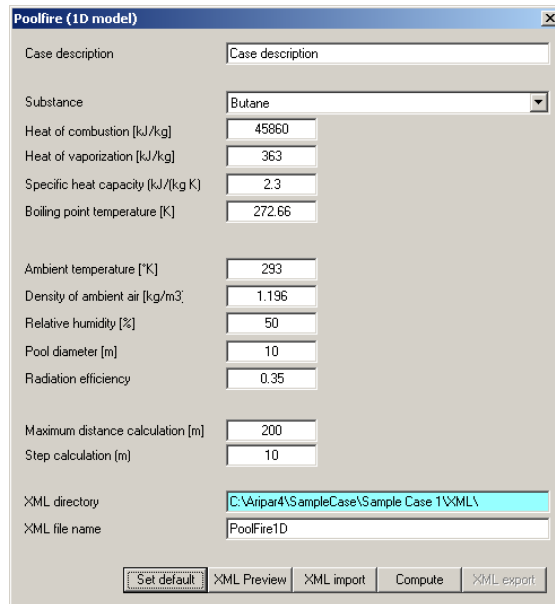 Poolfire (1D model)
Case description Case description
Substance Butane
Heat of combustion [kJ/kg] 45860
Heat of vaporization [kJ/kg] 363
Specific heat capacity (kJ/(kg K) 2.3
Boiling point temperature [K] 272.66
Ambient temperature [°K] 293
Density of ambient air [kg/m3] 1.196
Relative humidity [%] 50
Pool diameter [m] 10
Radiation efficiency 0.35
Maximum distance calculation [m] 200
Step calculation (m) 10
XML directory C:\Aripar4\SampleCase\Sample Case 1\XML\
XML file name PoolFire1D
Set default XML Preview XML import Compute XML export